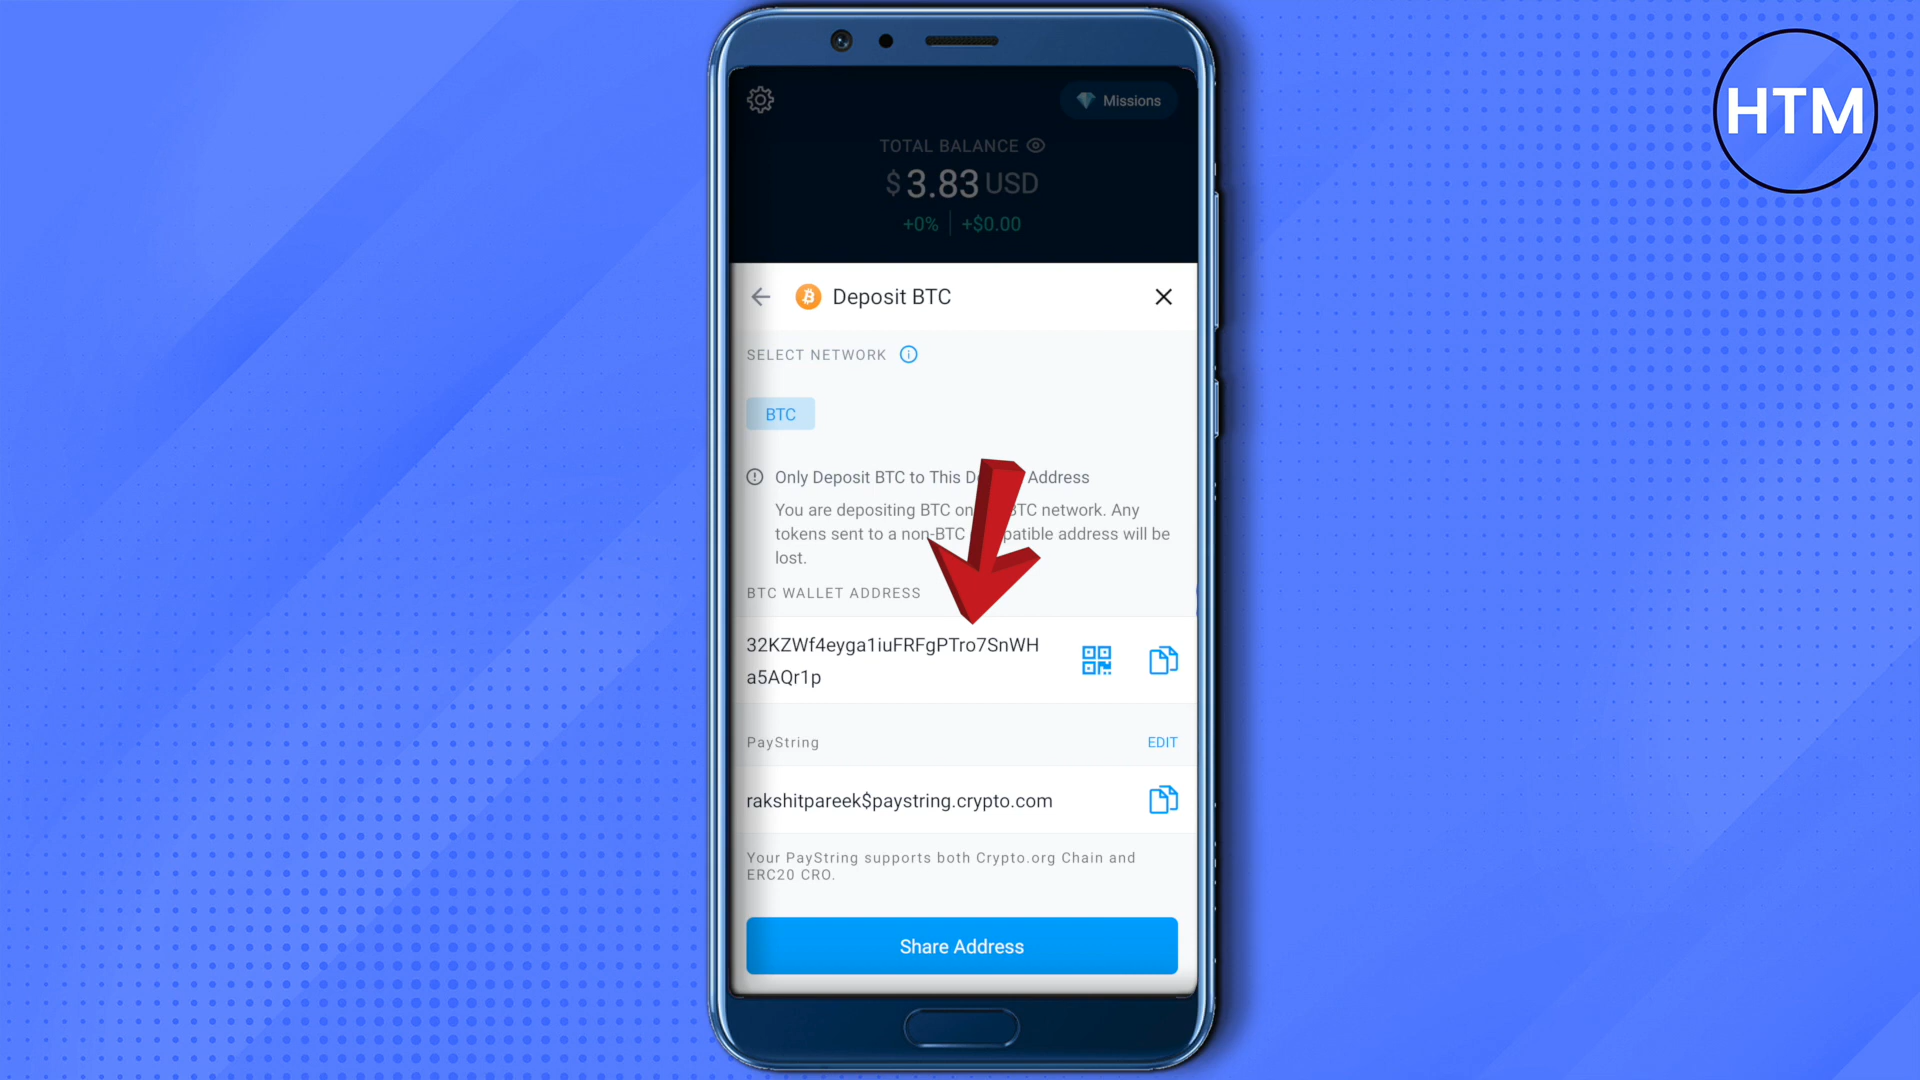 HTM
Missions
TOTAL BALANCE
$3.83 USD
+0% +$0.00
Deposit BTC
SELECT NETWORK
BTC
Only Deposit BTC to This Address
You are depositing BTC on BTC network. Any
tokens sent to a non-BTC address will be
lost.
BTC WALLET ADDRESS
32KZWf4eyga1iuFRFgPTro7SnWH
a5AQr1p
PayString
EDIT
rakshitpareek$paystring.crypto.com
Your PayString supports both Crypto.org Chain and
ERC20 CRO.
Share Address